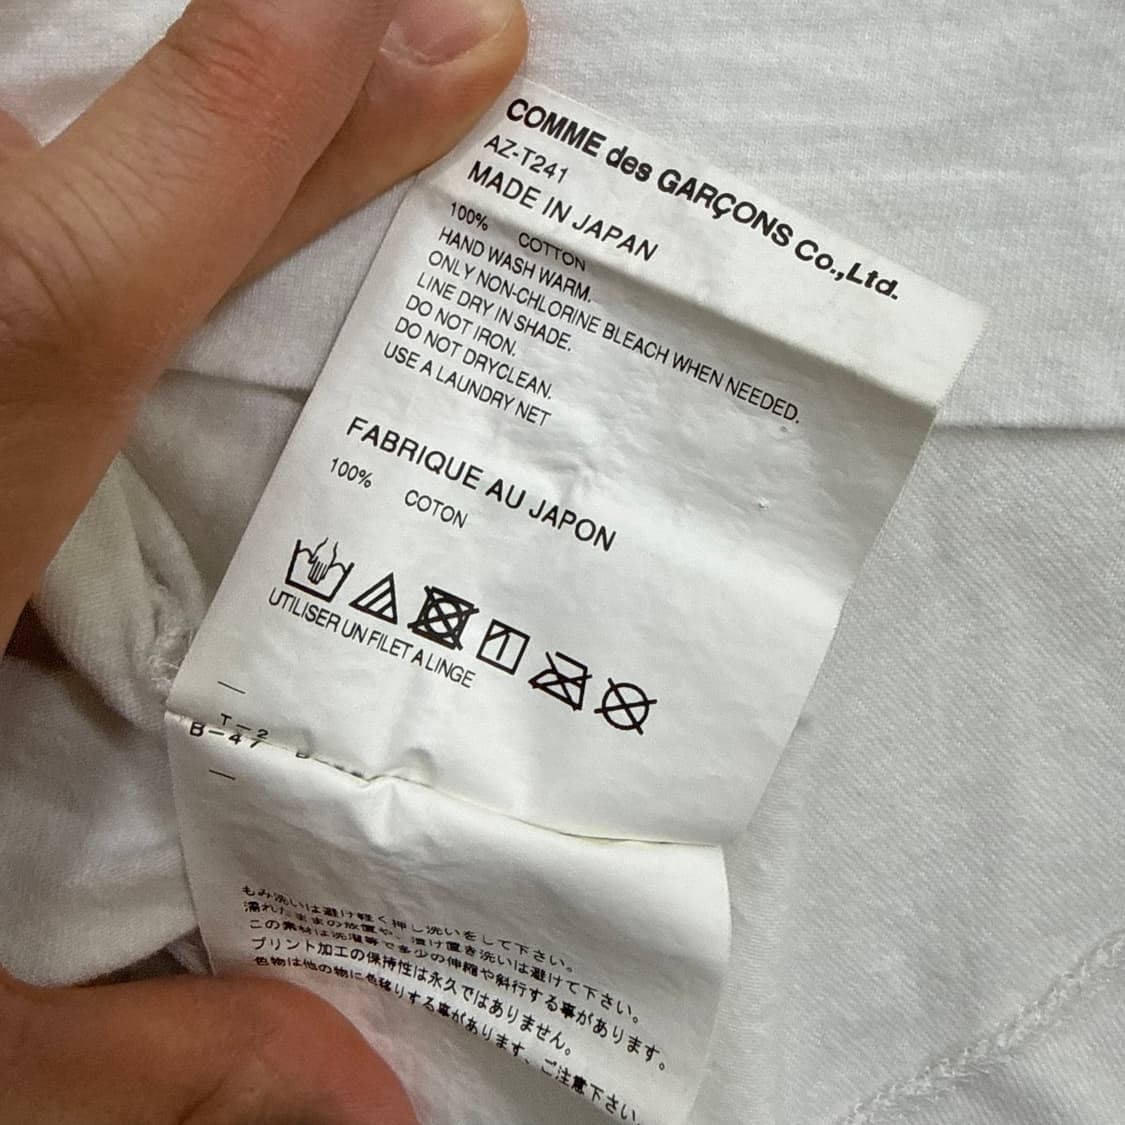 COMME des GARÇONS Co.,Ltd.
AZ-T241
MADE IN JAPAN
100% COTTON
HAND WASH WARM.
ONLY NON-CHLORINE BLEACH WHEN NEEDED.
LINE DRY IN SHADE.
DO NOT IRON.
DO NOT DRYCLEAN.
USE A LAUNDRY NET
FABRIQUE AU JAPON
100% COTON
UTILISER UN FILET A LINGE
T-2
B-47
もみ洗いは避け軽く押し洗いをして下さい。
濡れたままの放置や、漬け置き洗いは避けて下さい。
この素材は洗濯等で多少の伸縮や斜行する事があります。
プリント加工の保持性は永久ではありません。
色物は他の物に色移りする事があります、ご注意下さい。